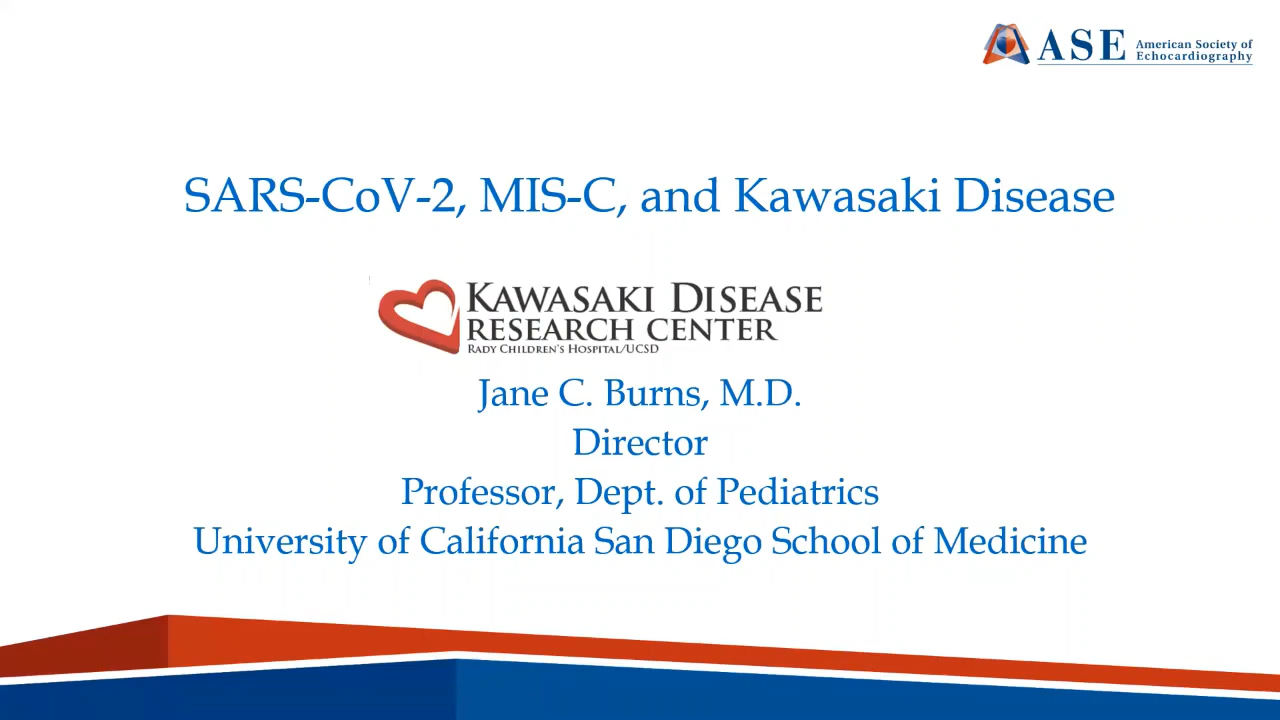 ASE American Society of
Echocardiography
SARS-CoV-2, MIS-C, and Kawasaki Disease
KAWASAKI DISEASE
RESEARCH CENTER
RADY CHILDREN'S HOSPITAL/UCSD
Jane C. Burns, M.D.
Director
Professor, Dept. of Pediatrics
University of California San Diego School of Medicine